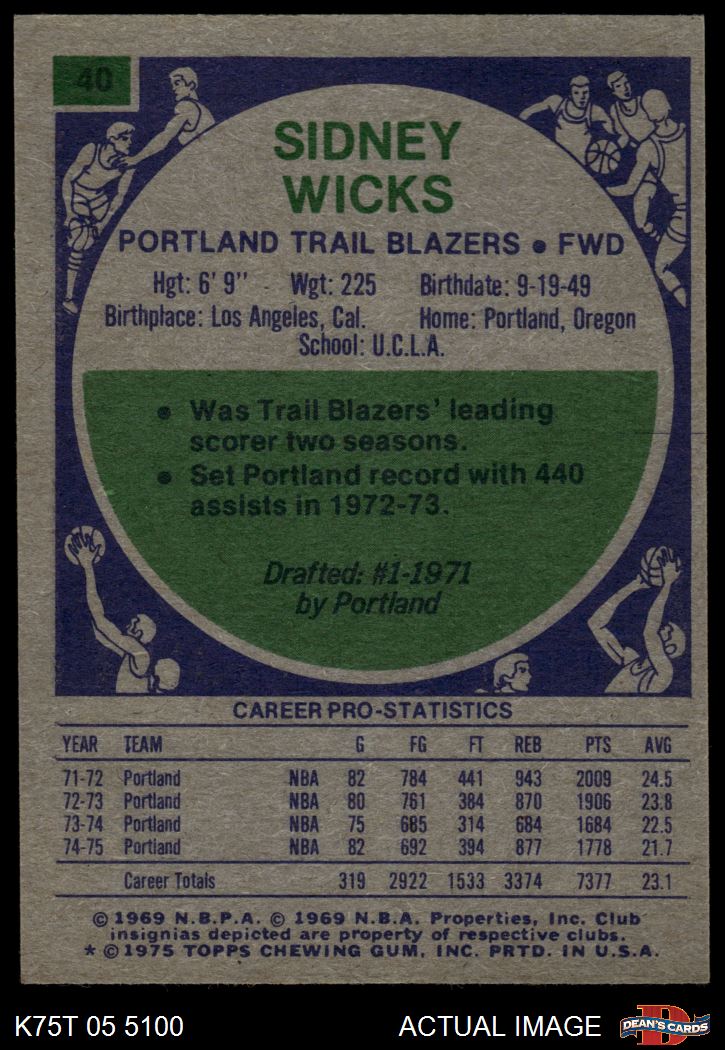 40
SIDNEY
WICKS
PORTLAND TRAIL BLAZERS • FWD
Hgt: 6' 9" Wgt: 225 Birthdate: 9-19-49
Birthplace: Los Angeles, Cal. Home: Portland, Oregon
School: U.C.L.A.
• Was Trail Blazers' leading
scorer two seasons.
• Set Portland record with 440
assists in 1972-73.
Drafted: #1-1971
by Portland
CAREER PRO-STATISTICS
YEAR TEAM G FG FT REB PTS AVG
71-72 Portland NBA 82 784 441 943 2009 24.5
72-73 Portland NBA 80 761 384 870 1906 23.8
73-74 Portland NBA 75 685 314 684 1684 22.5
74-75 Portland NBA 82 692 394 877 1778 21.7
Career Totals 319 2922 1533 3374 7377 23.1
© 1969 N.B.P.A. © 1969 N.B.A. Properties, Inc. Club
insignias depicted are property of respective clubs.
* © 1975 TOPPS CHEWING GUM, INC. PRTD. IN U.S.A.
K75T 05 5100 ACTUAL IMAGE D DEAN'S CARDS